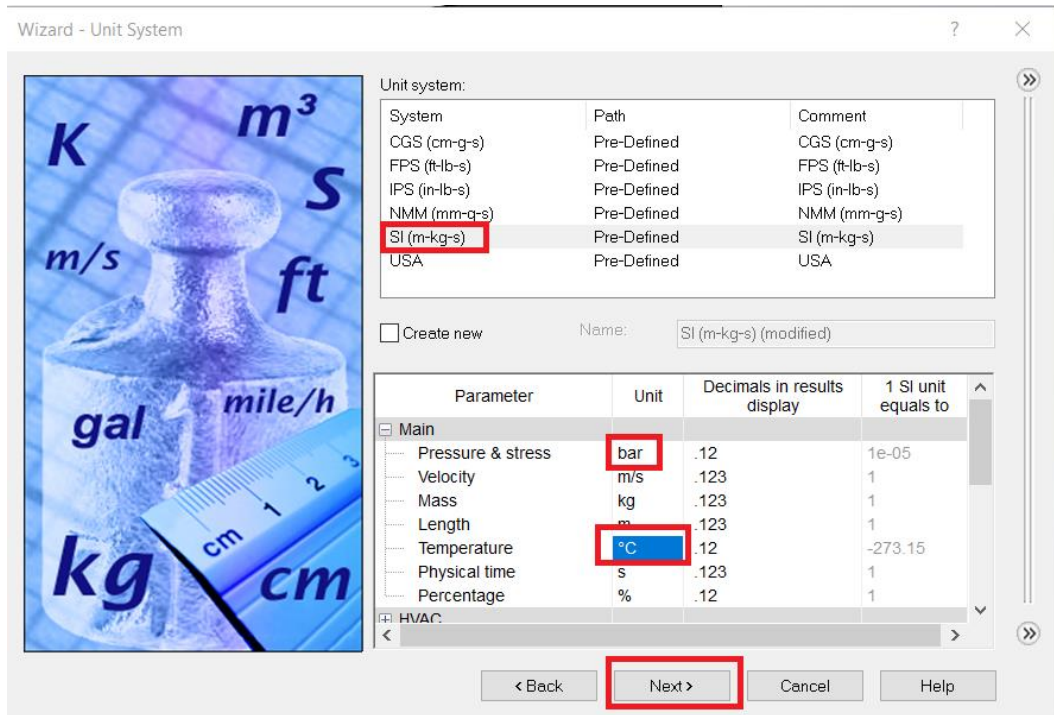 Wizard - Unit System ?
K
m³
s
m/s
ft
gal
mile/h
kg
cm
cm 1 2 3
Unit system:
System Path Comment
CGS (cm-g-s) Pre-Defined CGS (cm-g-s)
FPS (ft-lb-s) Pre-Defined FPS (ft-lb-s)
IPS (in-lb-s) Pre-Defined IPS (in-lb-s)
NMM (mm-g-s) Pre-Defined NMM (mm-g-s)
SI (m-kg-s) Pre-Defined SI (m-kg-s)
USA Pre-Defined USA
Create new Name: SI (m-kg-s) (modified)
Parameter Unit Decimals in results display 1 SI unit equals to
Main
Pressure & stress bar .12 1e-05
Velocity m/s .123 1
Mass kg .123 1
Length m .123 1
Temperature °C .12 -273.15
Physical time s .123 1
Percentage % .12 1
HVAC
< Back Next > Cancel Help